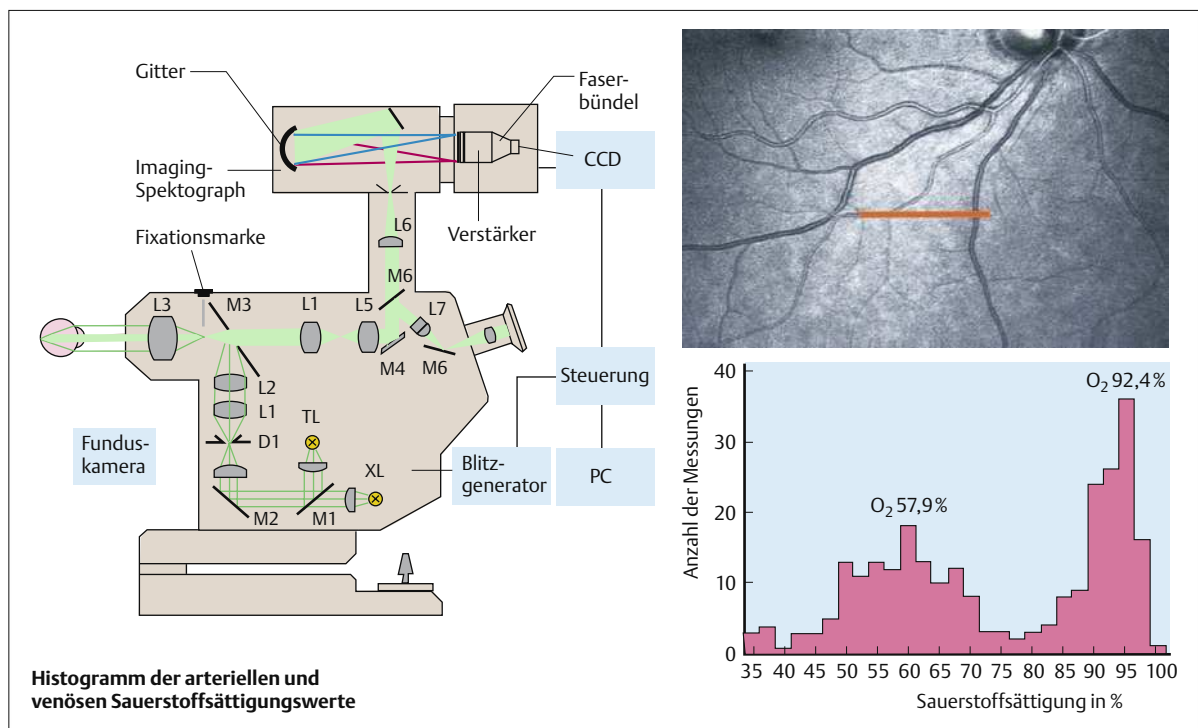 Gitter
Faser-
bündel
CCD
Imaging-
Spektograph
Fixationsmarke
Verstärker
L6
M6
L3
M3
L1
L5
L7
M4
M6
L2
L1
D1
TL
XL
M2
M1
Fundus-
kamera
Steuerung
Blitz-
generator
PC
Histogramm der arteriellen und
venösen Sauerstoffsättigungswerte
Anzahl der Messungen
40
30
20
10
0
O2 57,9%
O2 92,4%
35 40 45 50 55 60 65 70 75 80 85 90 95 100
Sauerstoffsättigung in %